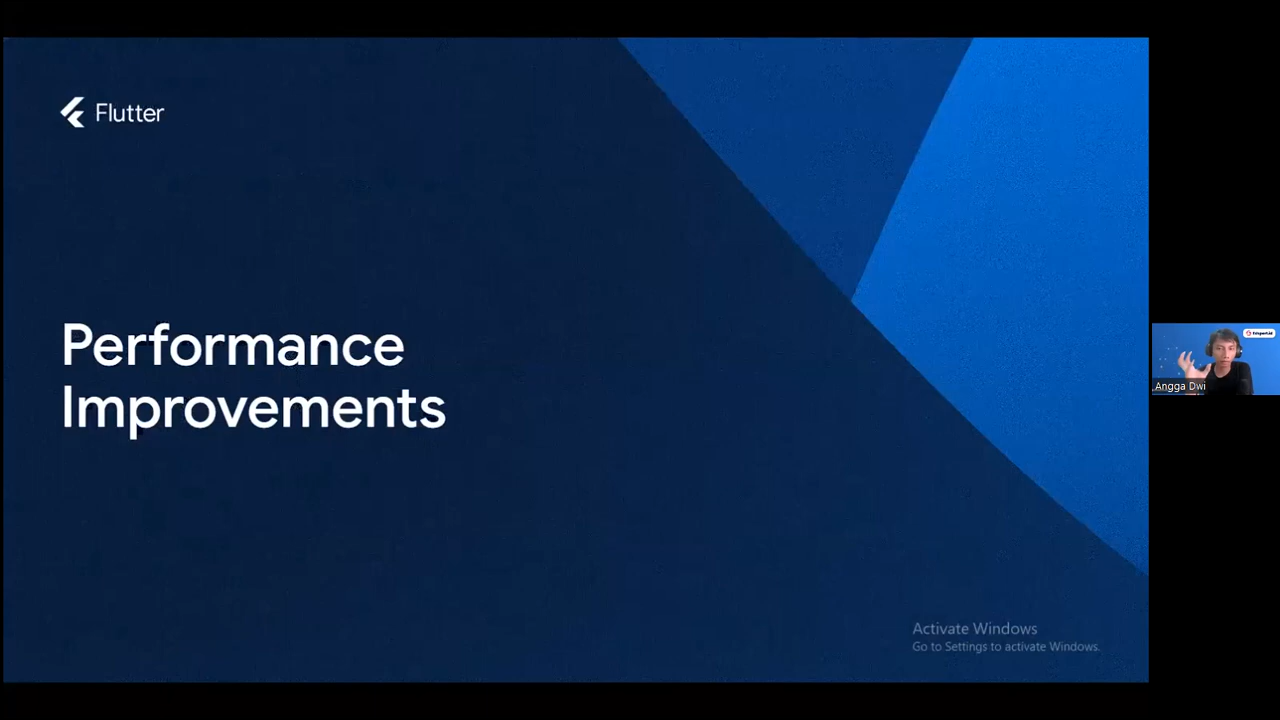 Flutter
Performance
Improvements
Activate Windows
Go to Settings to activate Windows.
Angga Dwi